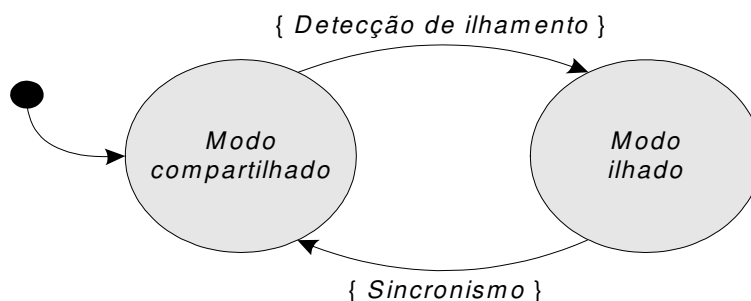 { Detecção de ilhamento }
Modo
compartilhado
Modo
ilhado
{ Sincronismo }